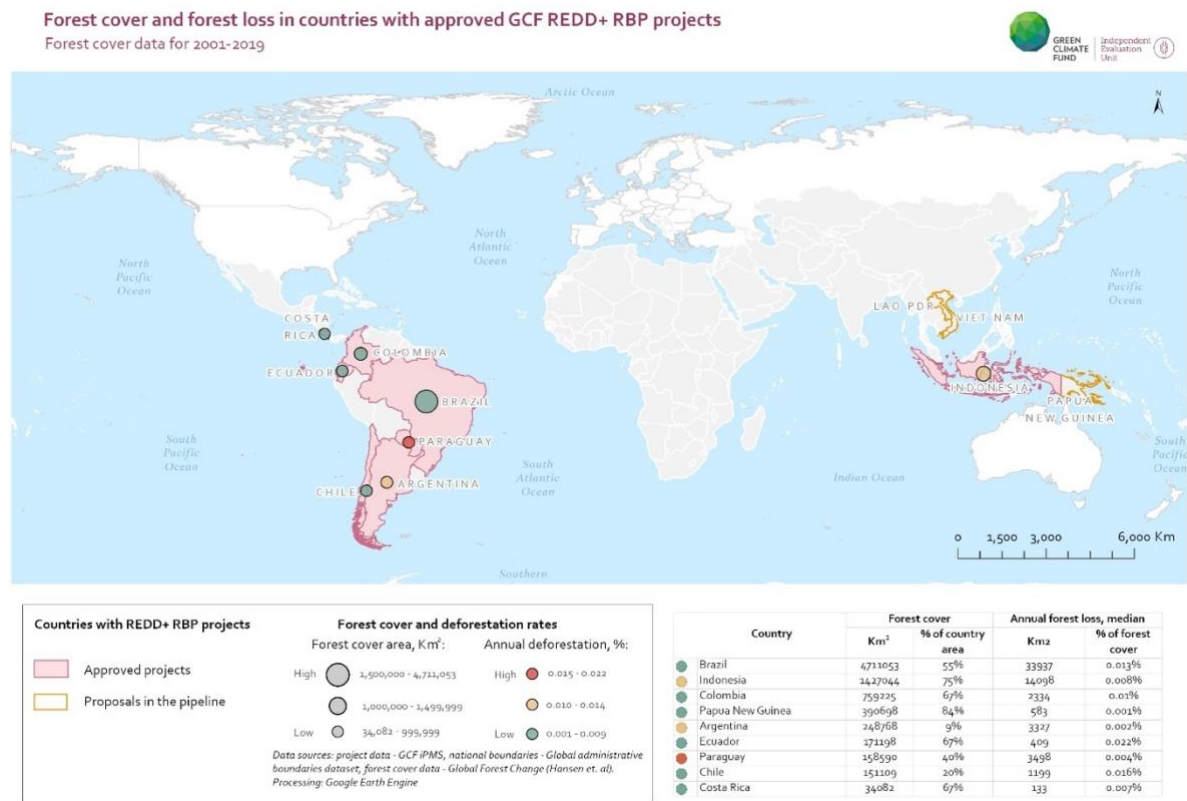 Forest cover and forest loss in countries with approved GCF REDD+ RBP projects
Forest cover data for 2001-2019
GREEN
CLIMATE
FUND
Independent
Evaluation
Unit
Arctic Ocean
N
North
Pacific
Ocean
North
Atlantic
Ocean
North
Pacific
Ocean
LAO PDR
VIET NAM
COSTA
RICA
COLOMBIA
ECUADOR
BRAZIL
INDONESIA
PAPUA
NEW GUINEA
PARAGUAY
South
Pacific
Ocean
South
Atlantic
Ocean
Indian Ocean
South
Pacific
Ocean
CHILE
ARGENTINA
0 1,500 3,000 6,000 Km
Southern
Countries with REDD+ RBP projects
Approved projects
Proposals in the pipeline
Forest cover and deforestation rates
Forest cover area, Km²:
High 1,500,000 - 4,711,053
1,000,000 - 1,499,999
Low 34,082 - 999,999
Annual deforestation, %:
High 0.015 - 0.022
0.010 - 0.014
Low 0.001 - 0.009
Data sources: project data - GCF iPMS, national boundaries - Global administrative
boundaries dataset, forest cover data - Global Forest Change (Hansen et. al).
Processing: Google Earth Engine
Country Forest cover Annual forest loss, median
Km² % of country area Km2 % of forest cover
Brazil 4711053 55% 33937 0.013%
Indonesia 1427044 75% 14098 0.008%
Colombia 759225 67% 2334 0.01%
Papua New Guinea 390698 84% 583 0.001%
Argentina 248768 9% 3327 0.002%
Ecuador 171198 67% 409 0.022%
Paraguay 158590 40% 3498 0.004%
Chile 151109 20% 1199 0.016%
Costa Rica 34082 67% 133 0.007%